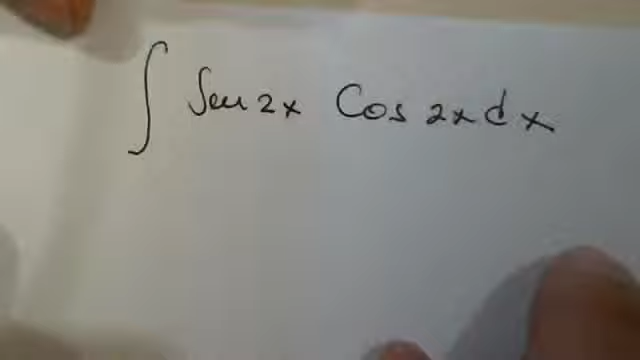 ∫ Sen 2x Cos 2x dx